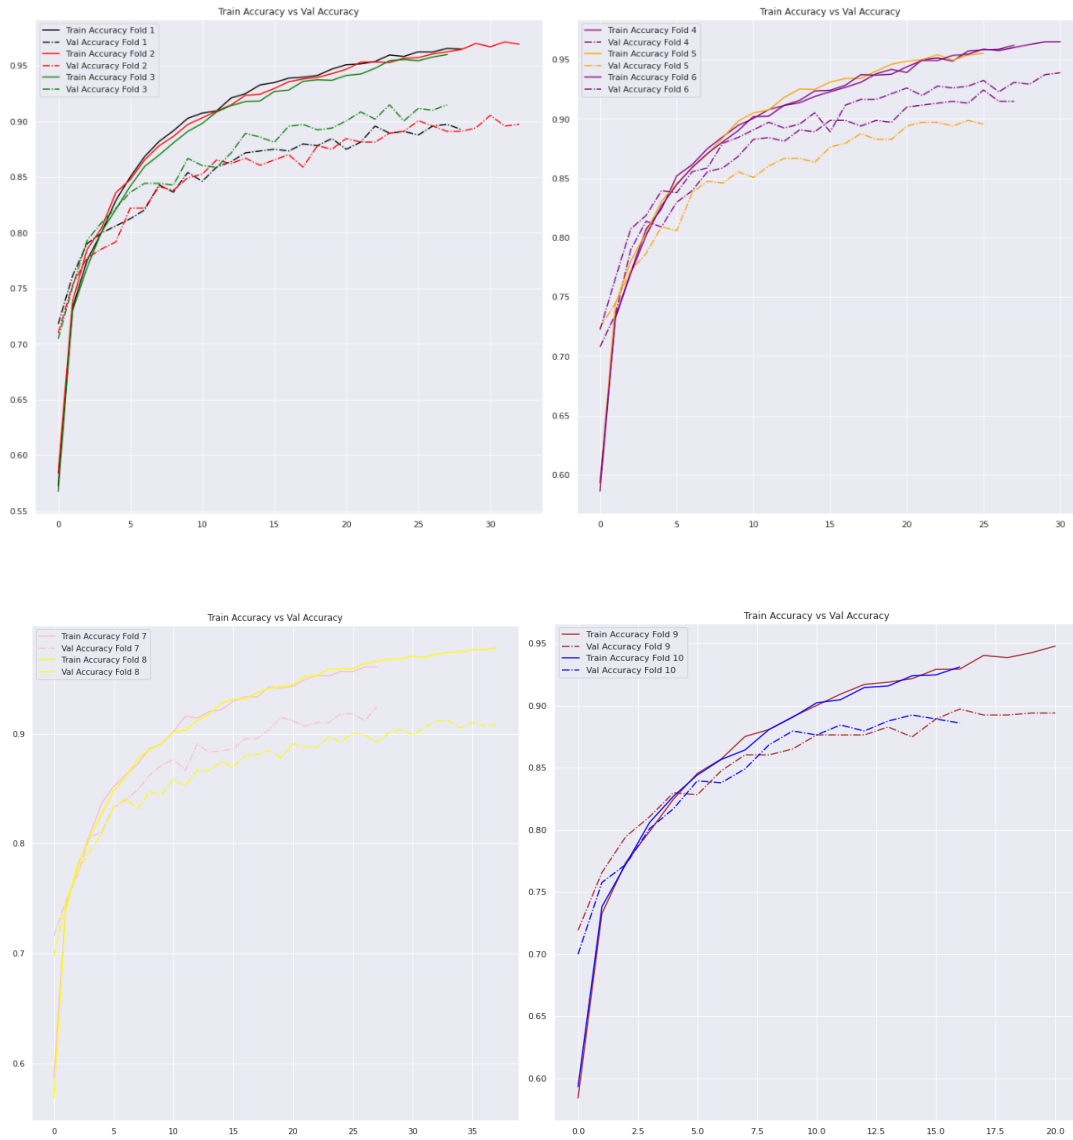 Train Accuracy vs Val Accuracy
Train Accuracy Fold 1
Val Accuracy Fold 1
Train Accuracy Fold 2
Val Accuracy Fold 2
Train Accuracy Fold 3
Val Accuracy Fold 3
0.95
0.90
0.85
0.80
0.75
0.70
0.65
0.60
0.55
0 5 10 15 20 25 30
Train Accuracy vs Val Accuracy
Train Accuracy Fold 4
Val Accuracy Fold 4
Train Accuracy Fold 5
Val Accuracy Fold 5
Train Accuracy Fold 6
Val Accuracy Fold 6
0.95
0.90
0.85
0.80
0.75
0.70
0.65
0.60
0 5 10 15 20 25 30
Train Accuracy vs Val Accuracy
Train Accuracy Fold 7
Val Accuracy Fold 7
Train Accuracy Fold 8
Val Accuracy Fold 8
0.9
0.8
0.7
0.6
0 5 10 15 20 25 30 35
Train Accuracy vs Val Accuracy
Train Accuracy Fold 9
Val Accuracy Fold 9
Train Accuracy Fold 10
Val Accuracy Fold 10
0.95
0.90
0.85
0.80
0.75
0.70
0.65
0.60
0.0 2.5 5.0 7.5 10.0 12.5 15.0 17.5 20.0